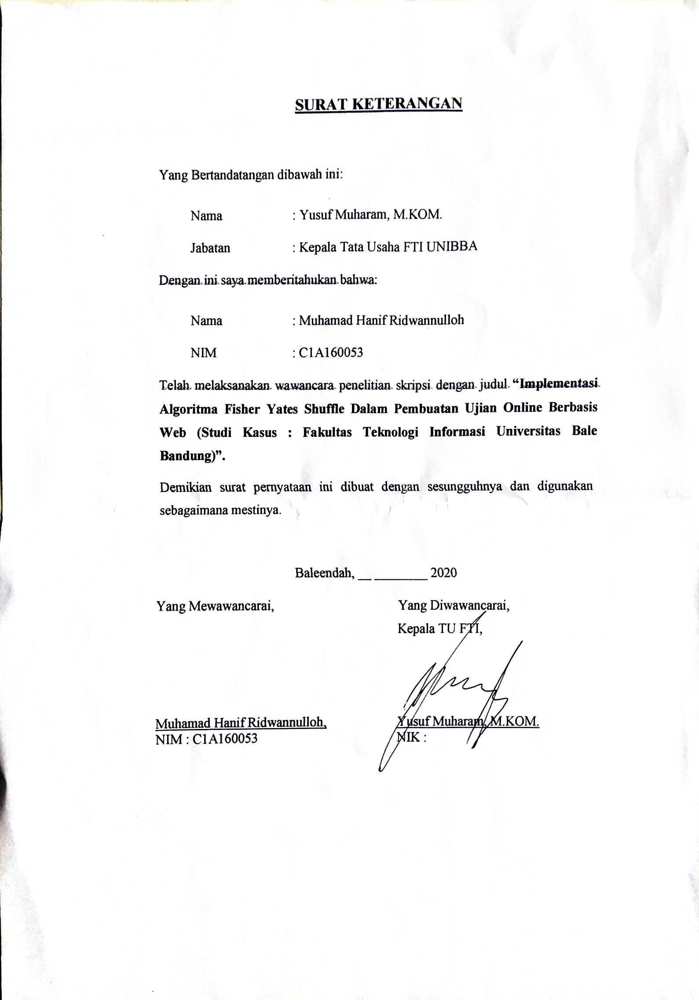 SURAT KETERANGAN
Yang Bertandatangan dibawah ini:
Nama : Yusuf Muharam, M.KOM.
Jabatan : Kepala Tata Usaha FTI UNIBBA
Dengan ini saya memberitahukan bahwa:
Nama : Muhamad Hanif Ridwannulloh
NIM : C1A160053
Telah melaksanakan wawancara penelitian skripsi dengan judul “Implementasi
Algoritma Fisher Yates Shuffle Dalam Pembuatan Ujian Online Berbasis
Web (Studi Kasus : Fakultas Teknologi Informasi Universitas Bale
Bandung)”.
Demikian surat pernyataan ini dibuat dengan sesungguhnya dan digunakan
sebagaimana mestinya.
Baleendah, __ ________ 2020
Yang Mewawancarai, Yang Diwawancarai,
Kepala TU FTI,
Muhamad Hanif Ridwannulloh, Yusuf Muharam, M.KOM.
NIM : C1A160053 NIK :